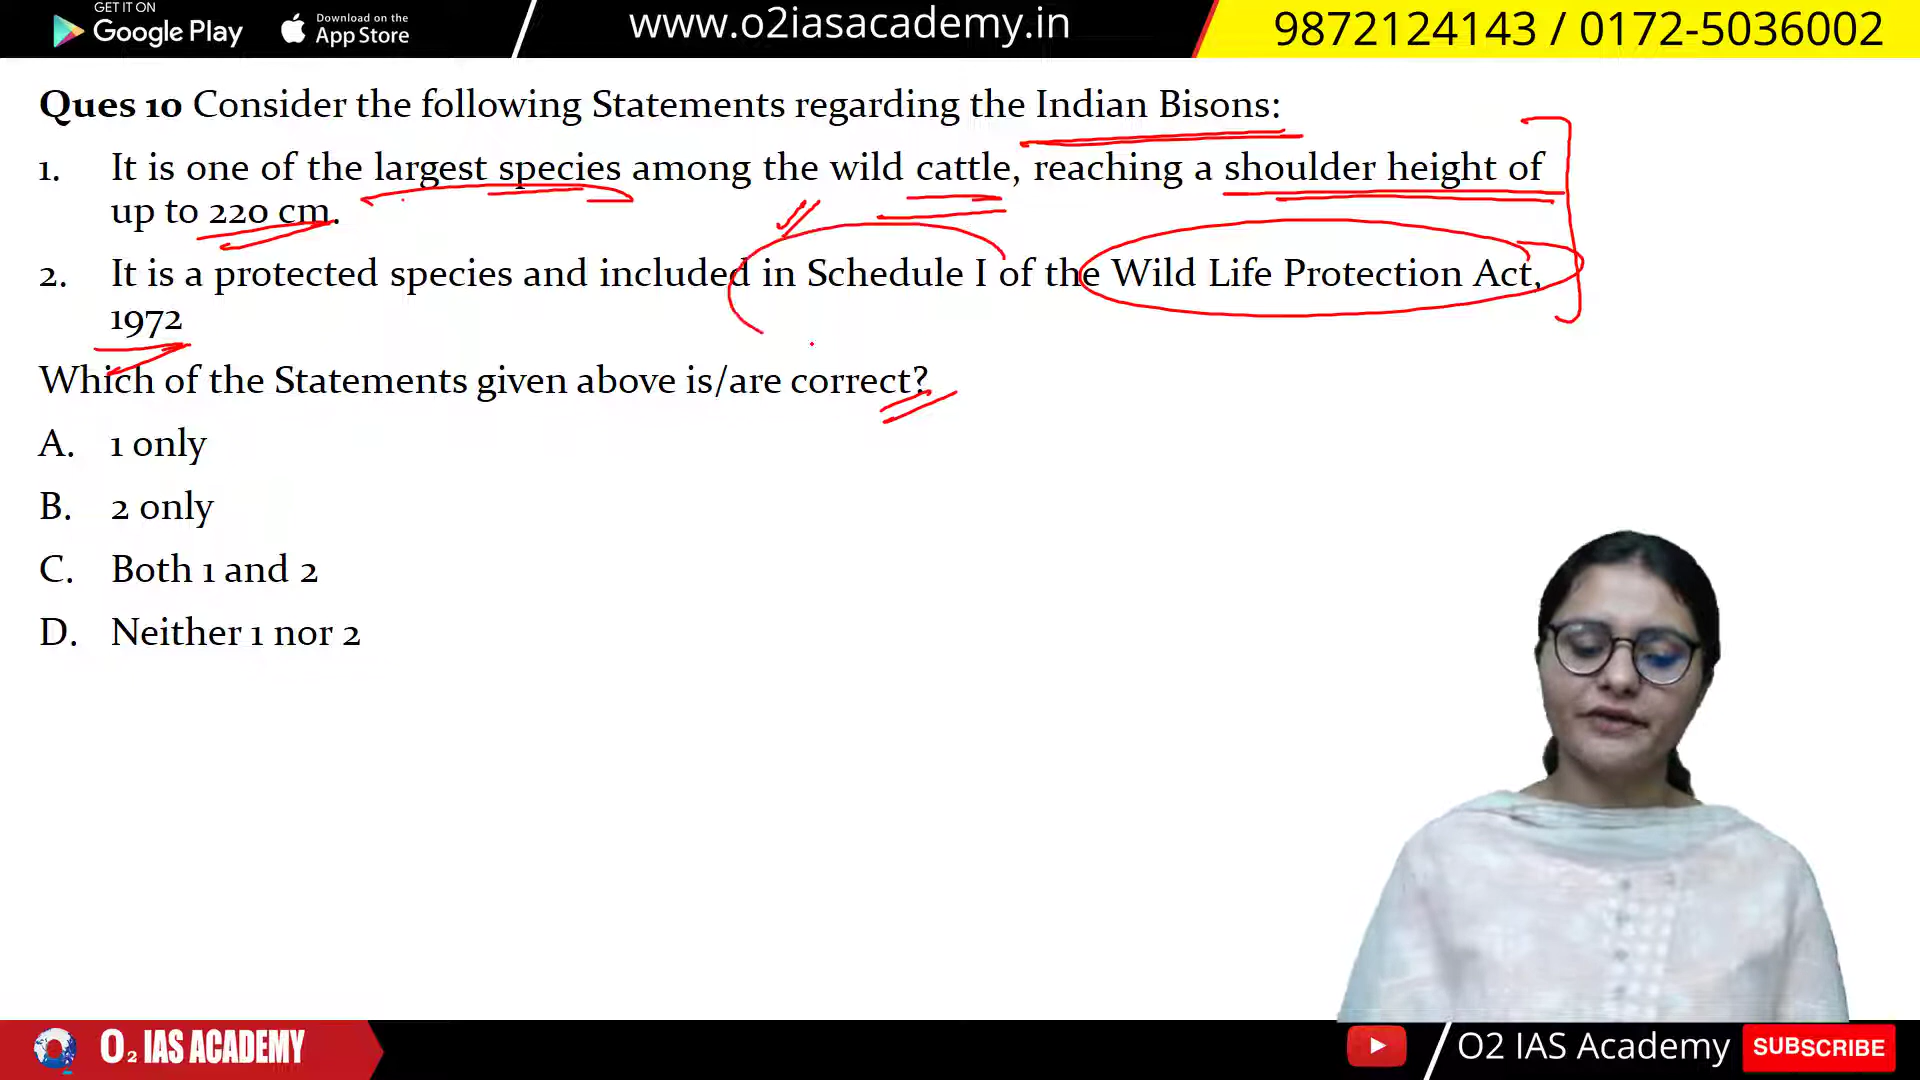 GET IT ON
Google Play
Download on the
App Store
www.o2iasacademy.in
9872124143 / 0172-5036002
Ques 10 Consider the following Statements regarding the Indian Bisons:
1. It is one of the largest species among the wild cattle, reaching a shoulder height of
up to 220 cm.
2. It is a protected species and included in Schedule I of the Wild Life Protection Act,
1972
Which of the Statements given above is/are correct?
A. 1 only
B. 2 only
C. Both 1 and 2
D. Neither 1 nor 2
O2 IAS ACADEMY
O2 IAS Academy
SUBSCRIBE